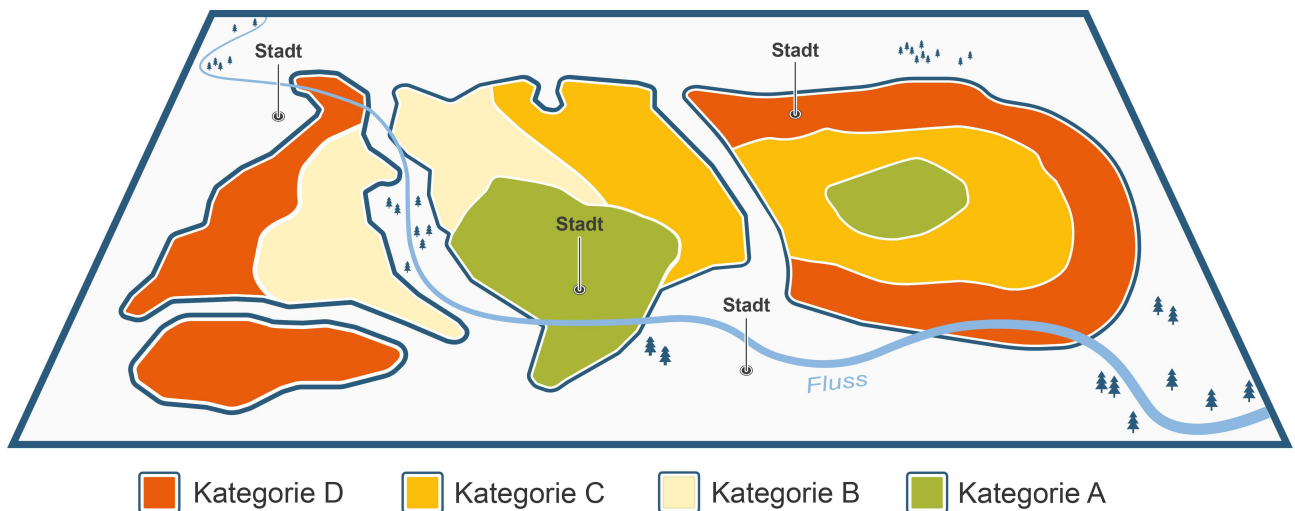 Stadt
Stadt
Stadt
Stadt
Fluss
Kategorie D
Kategorie C
Kategorie B
Kategorie A